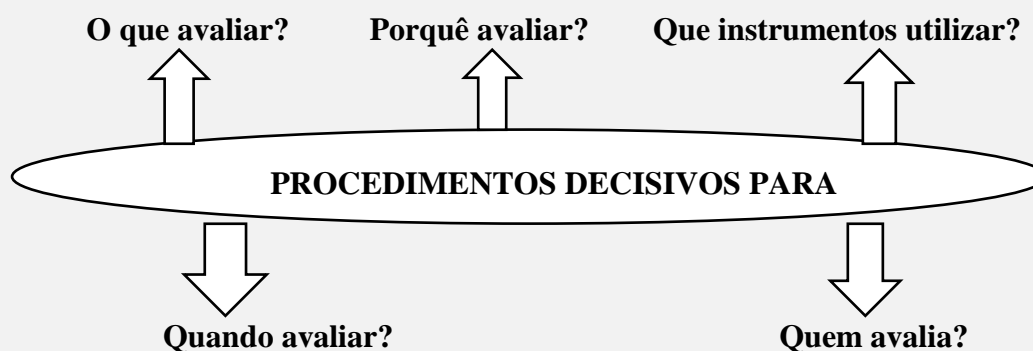 O que avaliar? Porquê avaliar? Que instrumentos utilizar?
PROCEDIMENTOS DECISIVOS PARA
Quando avaliar? Quem avalia?